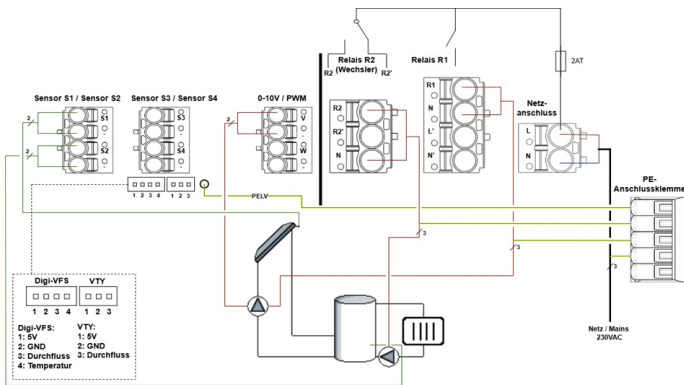 2AT
Relais R2
(Wechsler)
Relais R1
R2
R2'
Sensor S1 / Sensor S2
Sensor S3 / Sensor S4
0-10V / PWM
Netz-
anschluss
2
S1
-
2
S2
-
S3
-
S4
-
2
V
-
W
-
R2
R2'
N
R1
N
L'
N'
L
N
1 2 3 4
1 2 3
PELV
PE-
Anschlussklemme
3
3
3
Digi-VFS
VTY
1 2 3 4
1 2 3
Digi-VFS:
1: 5V
2: GND
3: Durchfluss
4: Temperatur
VTY:
1: 5V
2: GND
3: Durchfluss
Netz / Mains
230VAC